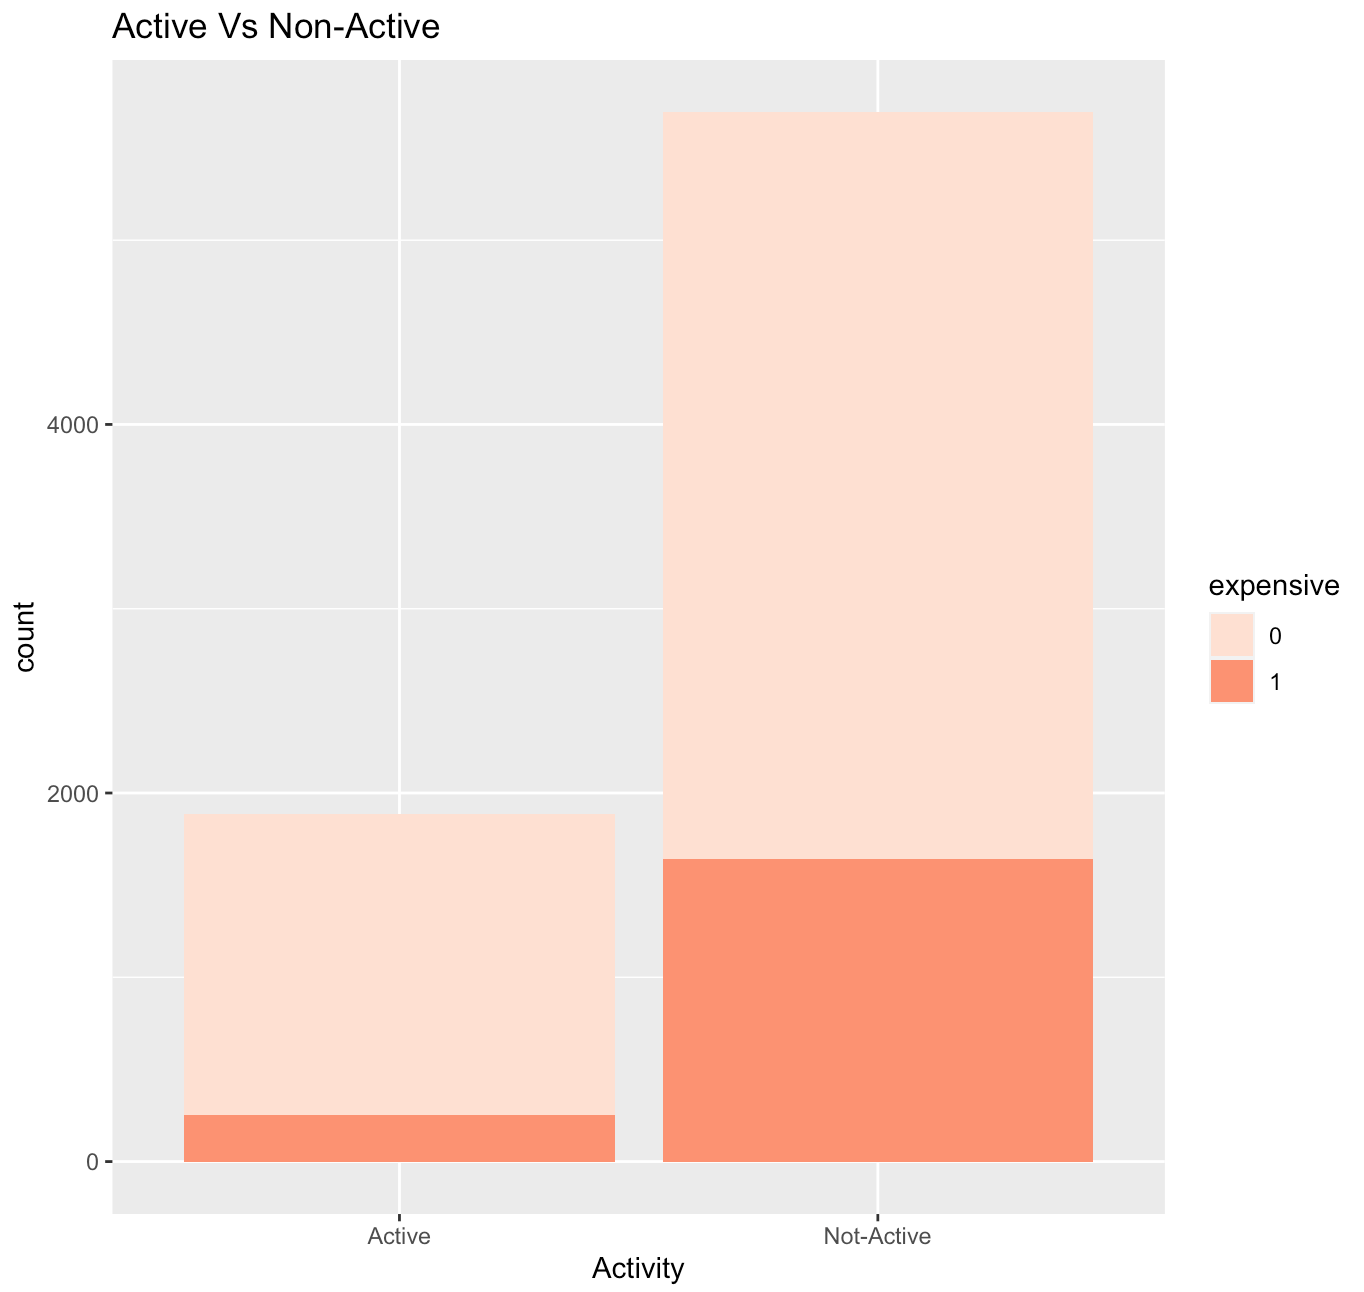 Active Vs Non-Active
4000
2000
0
count
Active
Not-Active
Activity
expensive
0
1